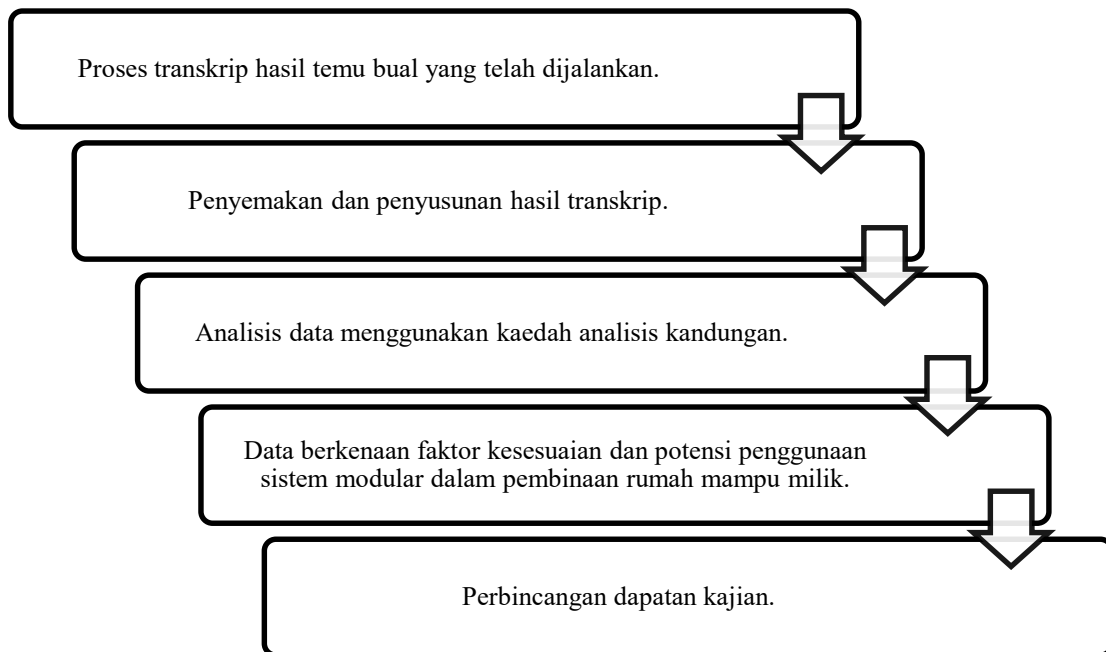 Proses transkrip hasil temu bual yang telah dijalankan.
Penyemakan dan penyusunan hasil transkrip.
Analisis data menggunakan kaedah analisis kandungan.
Data berkenaan faktor kesesuaian dan potensi penggunaan
sistem modular dalam pembinaan rumah mampu milik.
Perbincangan dapatan kajian.